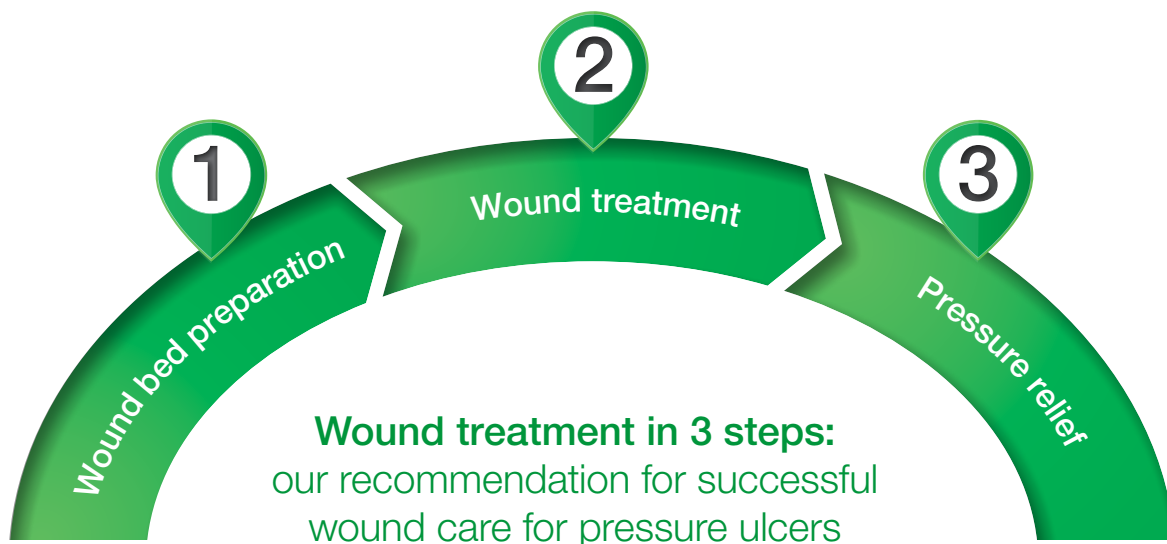 1
Wound bed preparation
2
Wound treatment
3
Pressure relief
Wound treatment in 3 steps:
our recommendation for successful
wound care for pressure ulcers